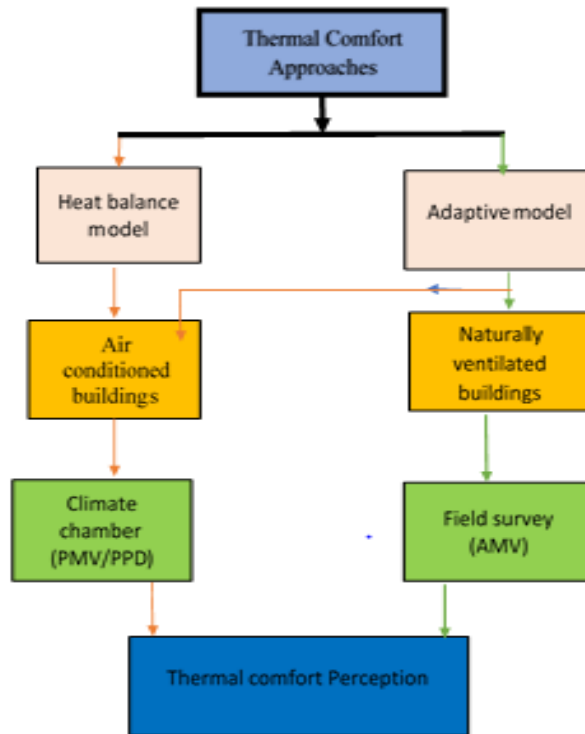 Thermal Comfort
Approaches
Heat balance
model
Adaptive model
Air
conditioned
buildings
Naturally
ventilated
buildings
Climate
chamber
(PMV/PPD)
Field survey
(AMV)
Thermal comfort Perception